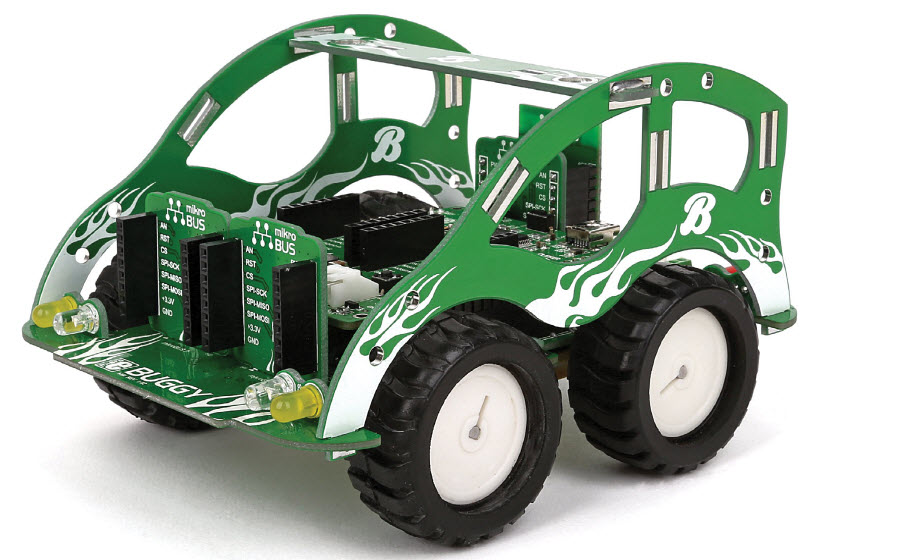 B
B
mikro
BUS
AN
RST
CS
SPI-SCK
SPI-MISO
SPI-MOSI
+3.3V
GND
mikro
BUS
AN
RST
CS
SPI-SCK
SPI-MISO
SPI-MOSI
+3.3V
GND
AN
RST
CS
SPI-SCK
BUGGY